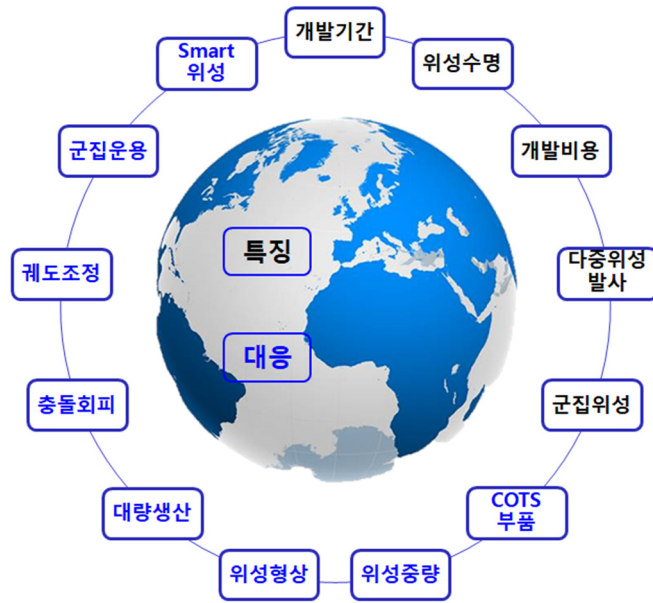 개발기간
위성수명
개발비용
다중위성
발사
군집위성
COTS
부품
위성중량
위성형상
대량생산
충돌회피
궤도조정
군집운용
Smart
위성
특징
대응